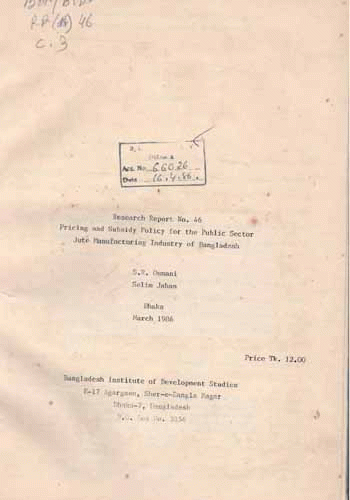 RR(  ) 46
C.3
Acc. No. 66026
Date 16.4.86.
Research Report No. 46
Pricing and Subsidy Policy for the Public Sector
Jute Manufacturing Industry of Bangladesh
S.R. Osmani
Selim Jahan
Dhaka
March 1986
Price Tk. 12.00
Bangladesh Institute of Development Studies
E-17 Agargaon, Sher-e-Bangla Nagar
Dhaka-7, Bangladesh